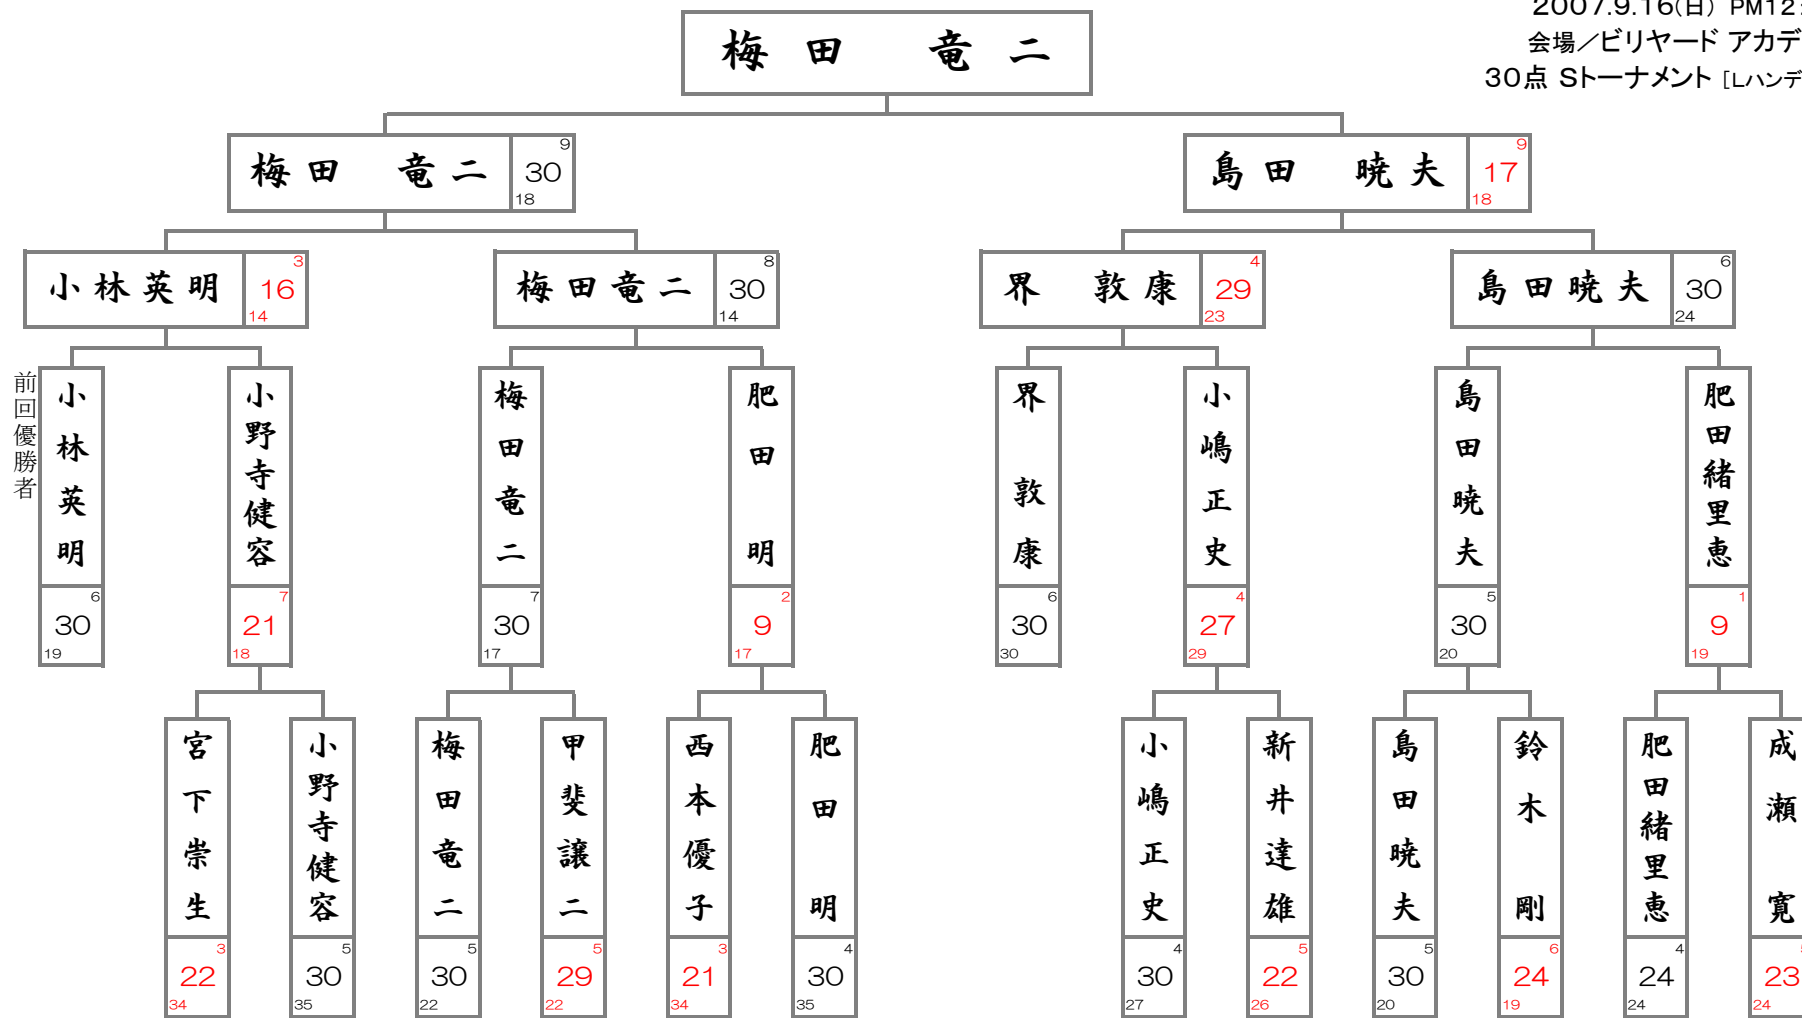 2007.9.16(日) PM12
会場／ビリヤード アカデ
30点 Sトーナメント [Lハンデ
梅田 竜二
梅田 竜二 9 30 18
島田 暁夫 9 17 18
小林英明 3 16 14
梅田竜二 8 30 14
界 敦康 4 29 23
島田暁夫 6 30 24
前回優勝者
小林英明 6 30 19
小野寺健容 7 21 18
梅田竜二 7 30 17
肥田 明 2 9 17
界 敦康 6 30 30
小嶋正史 4 27 29
島田暁夫 5 30 20
肥田緒里恵 1 9 19
宮下崇生 3 22 34
小野寺健容 5 30 35
梅田竜二 5 30 22
甲斐譲二 5 29 22
西本優子 3 21 34
肥田 明 4 30 35
小嶋正史 4 30 27
新井達雄 5 22 26
島田暁夫 5 30 20
鈴木 剛 6 24 19
肥田緒里恵 4 24 24
成瀬 寛 23 24